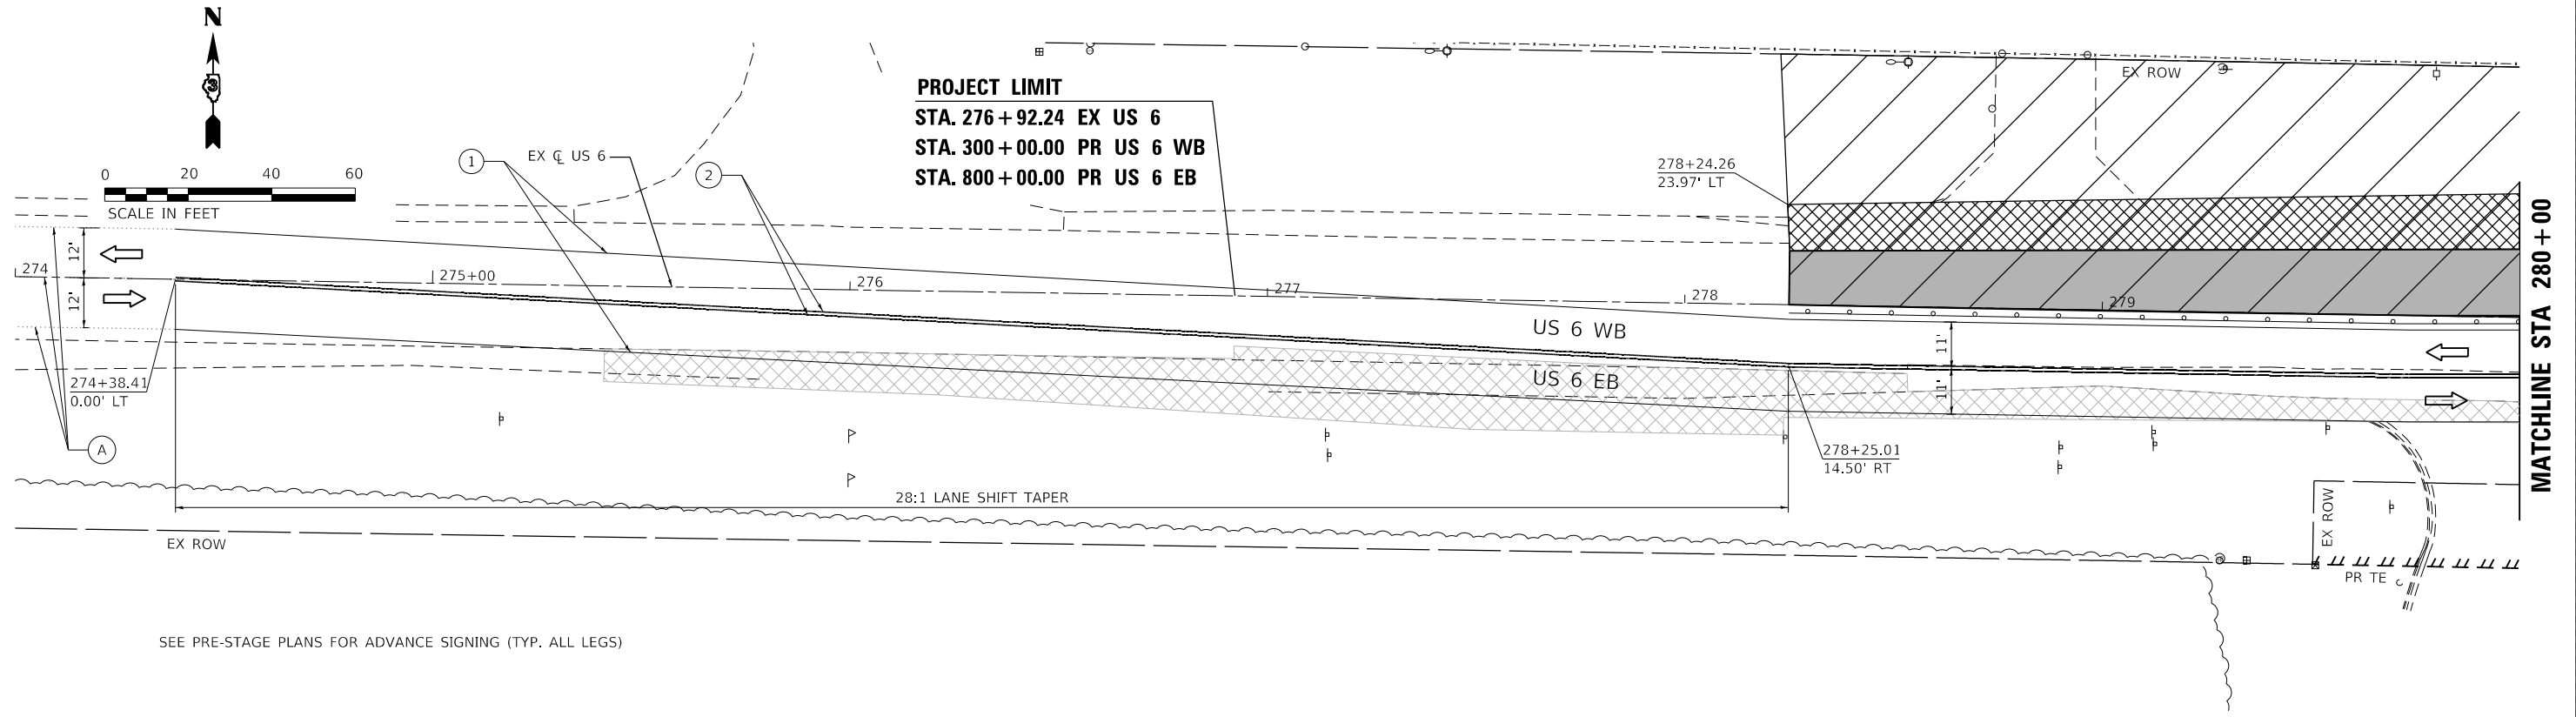 N
3
0 20 40 60
SCALE IN FEET
PROJECT LIMIT
STA. 276+92.24 EX US 6
STA. 300+00.00 PR US 6 WB
STA. 800+00.00 PR US 6 EB
1
EX ℄ US 6
2
EX ROW
278+24.26
23.97' LT
12'
12'
274
275+00
276
277
278
279
US 6 WB
US 6 EB
11'
11'
274+38.41
0.00' LT
A
278+25.01
14.50' RT
28:1 LANE SHIFT TAPER
EX ROW
EX ROW
PR TE
MATCHLINE STA 280+00
SEE PRE-STAGE PLANS FOR ADVANCE SIGNING (TYP. ALL LEGS)